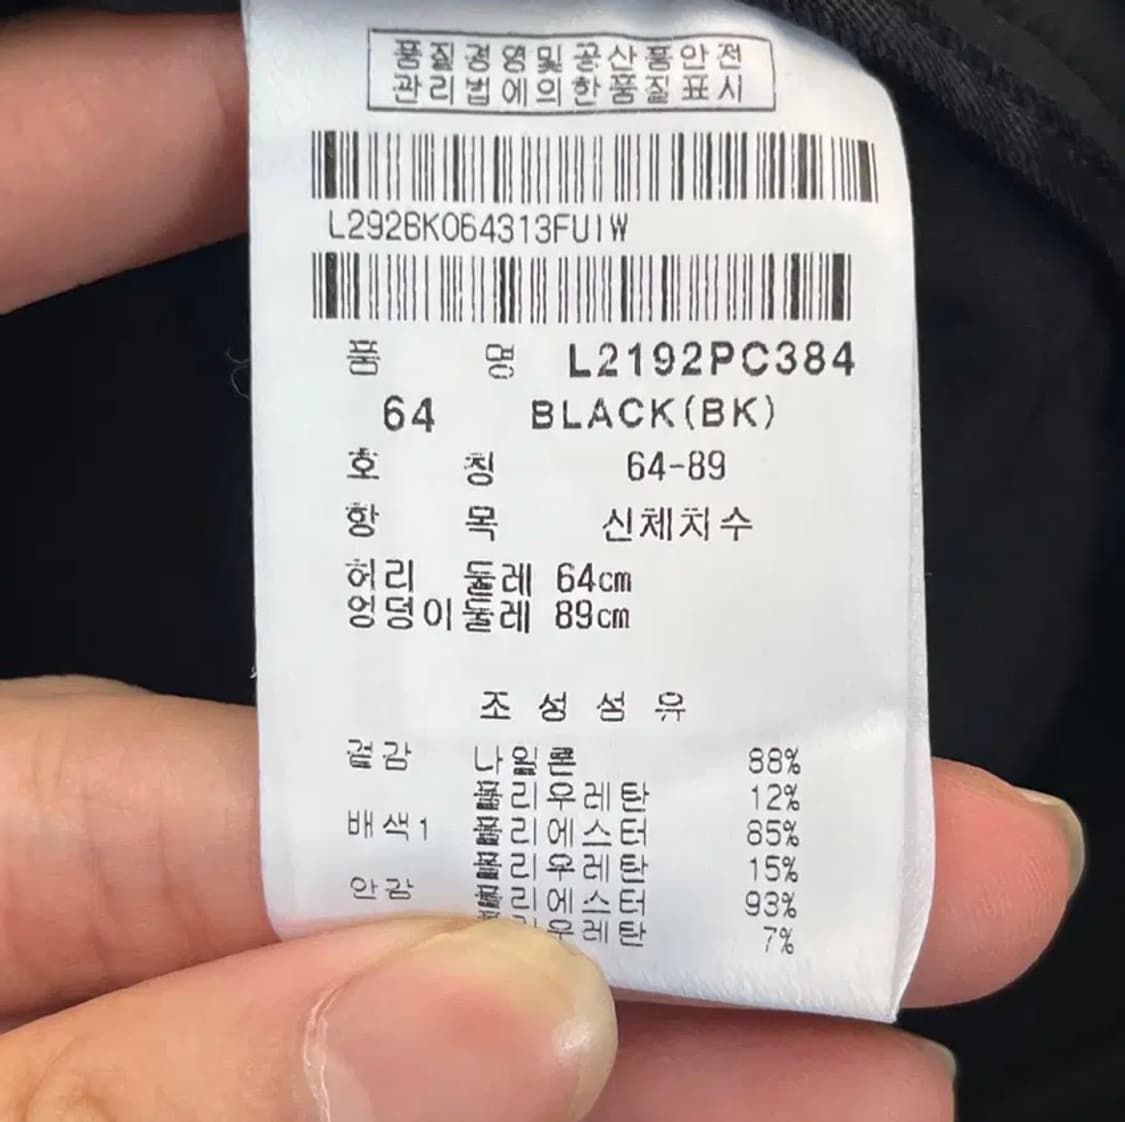 품질경영및공산품안전
관리법에의한품질표시
L292BK064313FUIW
품 명 L2192PC384
64 BLACK(BK)
호 칭 64-89
항 목 신체치수
허리 둘레 64cm
엉덩이둘레 89cm
조성섬유
겉감 나일론 88%
폴리우레탄 12%
배색1 폴리에스터 85%
폴리우레탄 15%
안감 폴리에스터 93%
폴리우레탄 7%